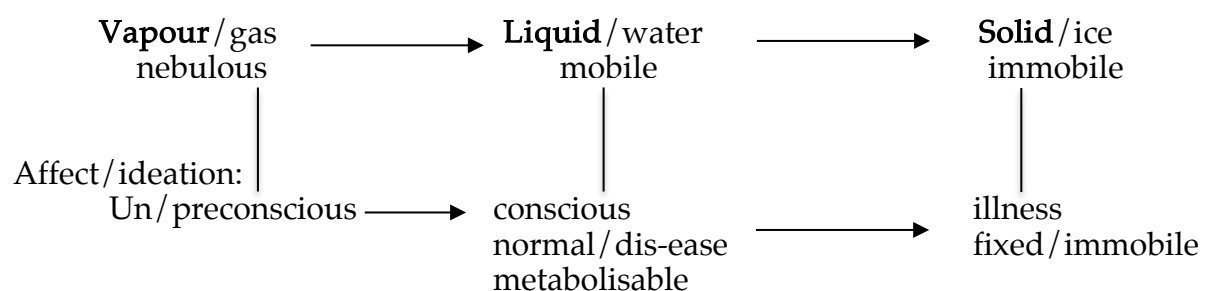 Vapour/gas Liquid/water Solid/ice
nebulous mobile immobile
Affect/ideation:
Un/preconscious conscious illness
normal/dis-ease fixed/immobile
metabolisable